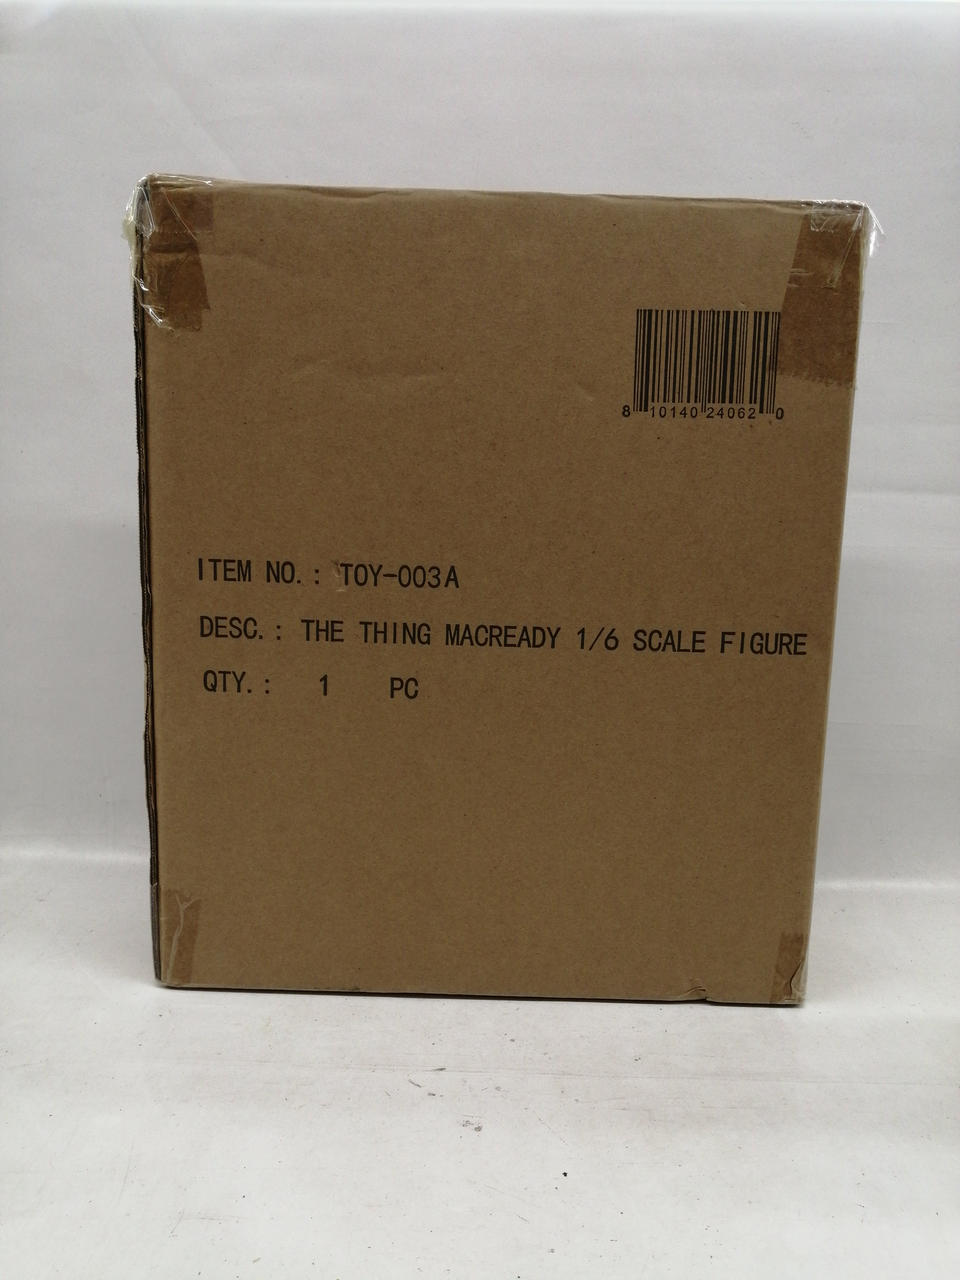 8 10140 24062 0
ITEM NO.: TOY-003A
DESC.: THE THING MACREADY 1/6 SCALE FIGURE
QTY.: 1 PC